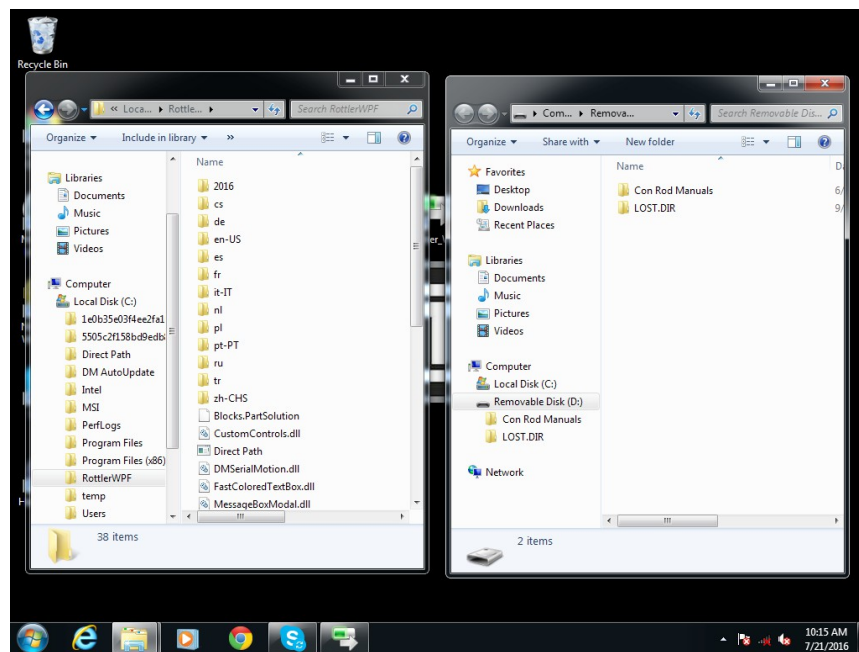 Recycle Bin
« Loca... ▸ Rottle... ▸
Search RottlerWPF
Organize
Include in library
»
Libraries
Documents
Music
Pictures
Videos
Computer
Local Disk (C:)
1e0b35e03f4ee2fa1
5505c2f158bd9edb
Direct Path
DM AutoUpdate
Intel
MSI
PerfLogs
Program Files
Program Files (x86)
RottlerWPF
temp
Users
Name
2016
cs
de
en-US
es
fr
it-IT
nl
pl
pt-PT
ru
tr
zh-CHS
Blocks.PartSolution
CustomControls.dll
Direct Path
DMSerialMotion.dll
FastColoredTextBox.dll
MessageBoxModal.dll
38 items
▸ Com... ▸ Remova...
Search Removable Dis...
Organize
Share with
New folder
Favorites
Desktop
Downloads
Recent Places
Libraries
Documents
Music
Pictures
Videos
Computer
Local Disk (C:)
Removable Disk (D:)
Con Rod Manuals
LOST.DIR
Network
Name
Con Rod Manuals
6/
LOST.DIR
9/
2 items
10:15 AM
7/21/2016